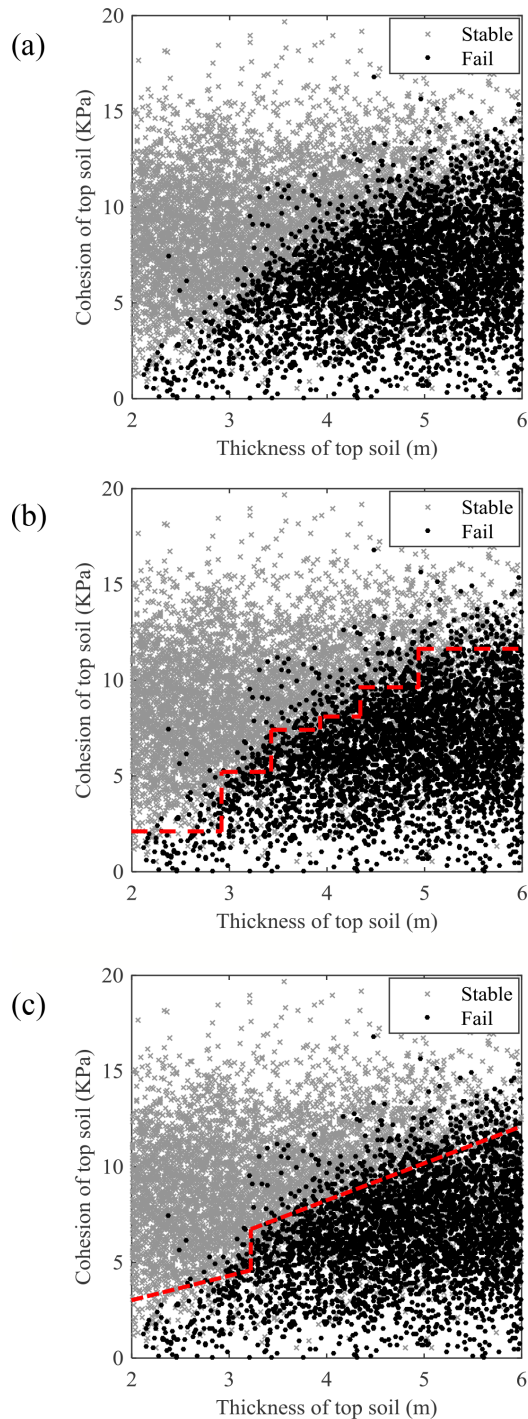 (a)
20
15
10
5
0
Cohesion of top soil (KPa)
Stable
Fail
2 3 4 5 6
Thickness of top soil (m)
(b)
20
15
10
5
0
Cohesion of top soil (KPa)
Stable
Fail
2 3 4 5 6
Thickness of top soil (m)
(c)
20
15
10
5
0
Cohesion of top soil (KPa)
Stable
Fail
2 3 4 5 6
Thickness of top soil (m)